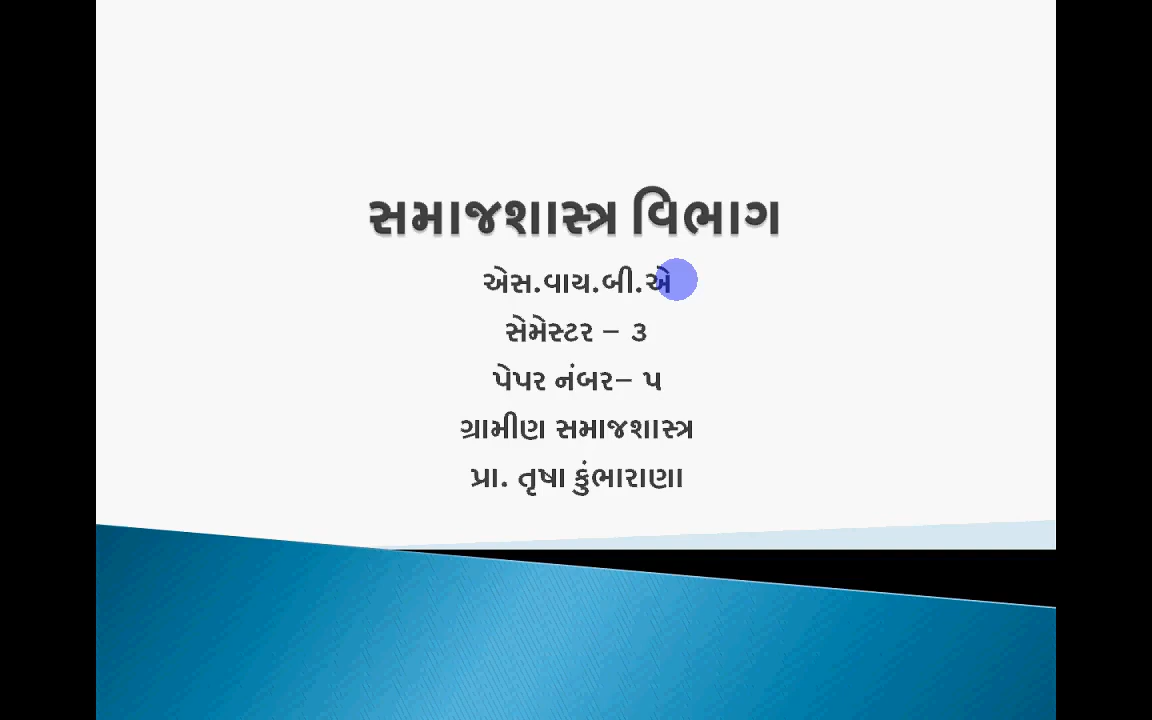 સમાજશાસ્ત્ર વિભાગ
એસ.વાય.બી.એ
સેમેસ્ટર – ૩
પેપર નંબર– ૫
ગ્રામીણ સમાજશાસ્ત્ર
પ્રા. તૃષા કુંભારાણા